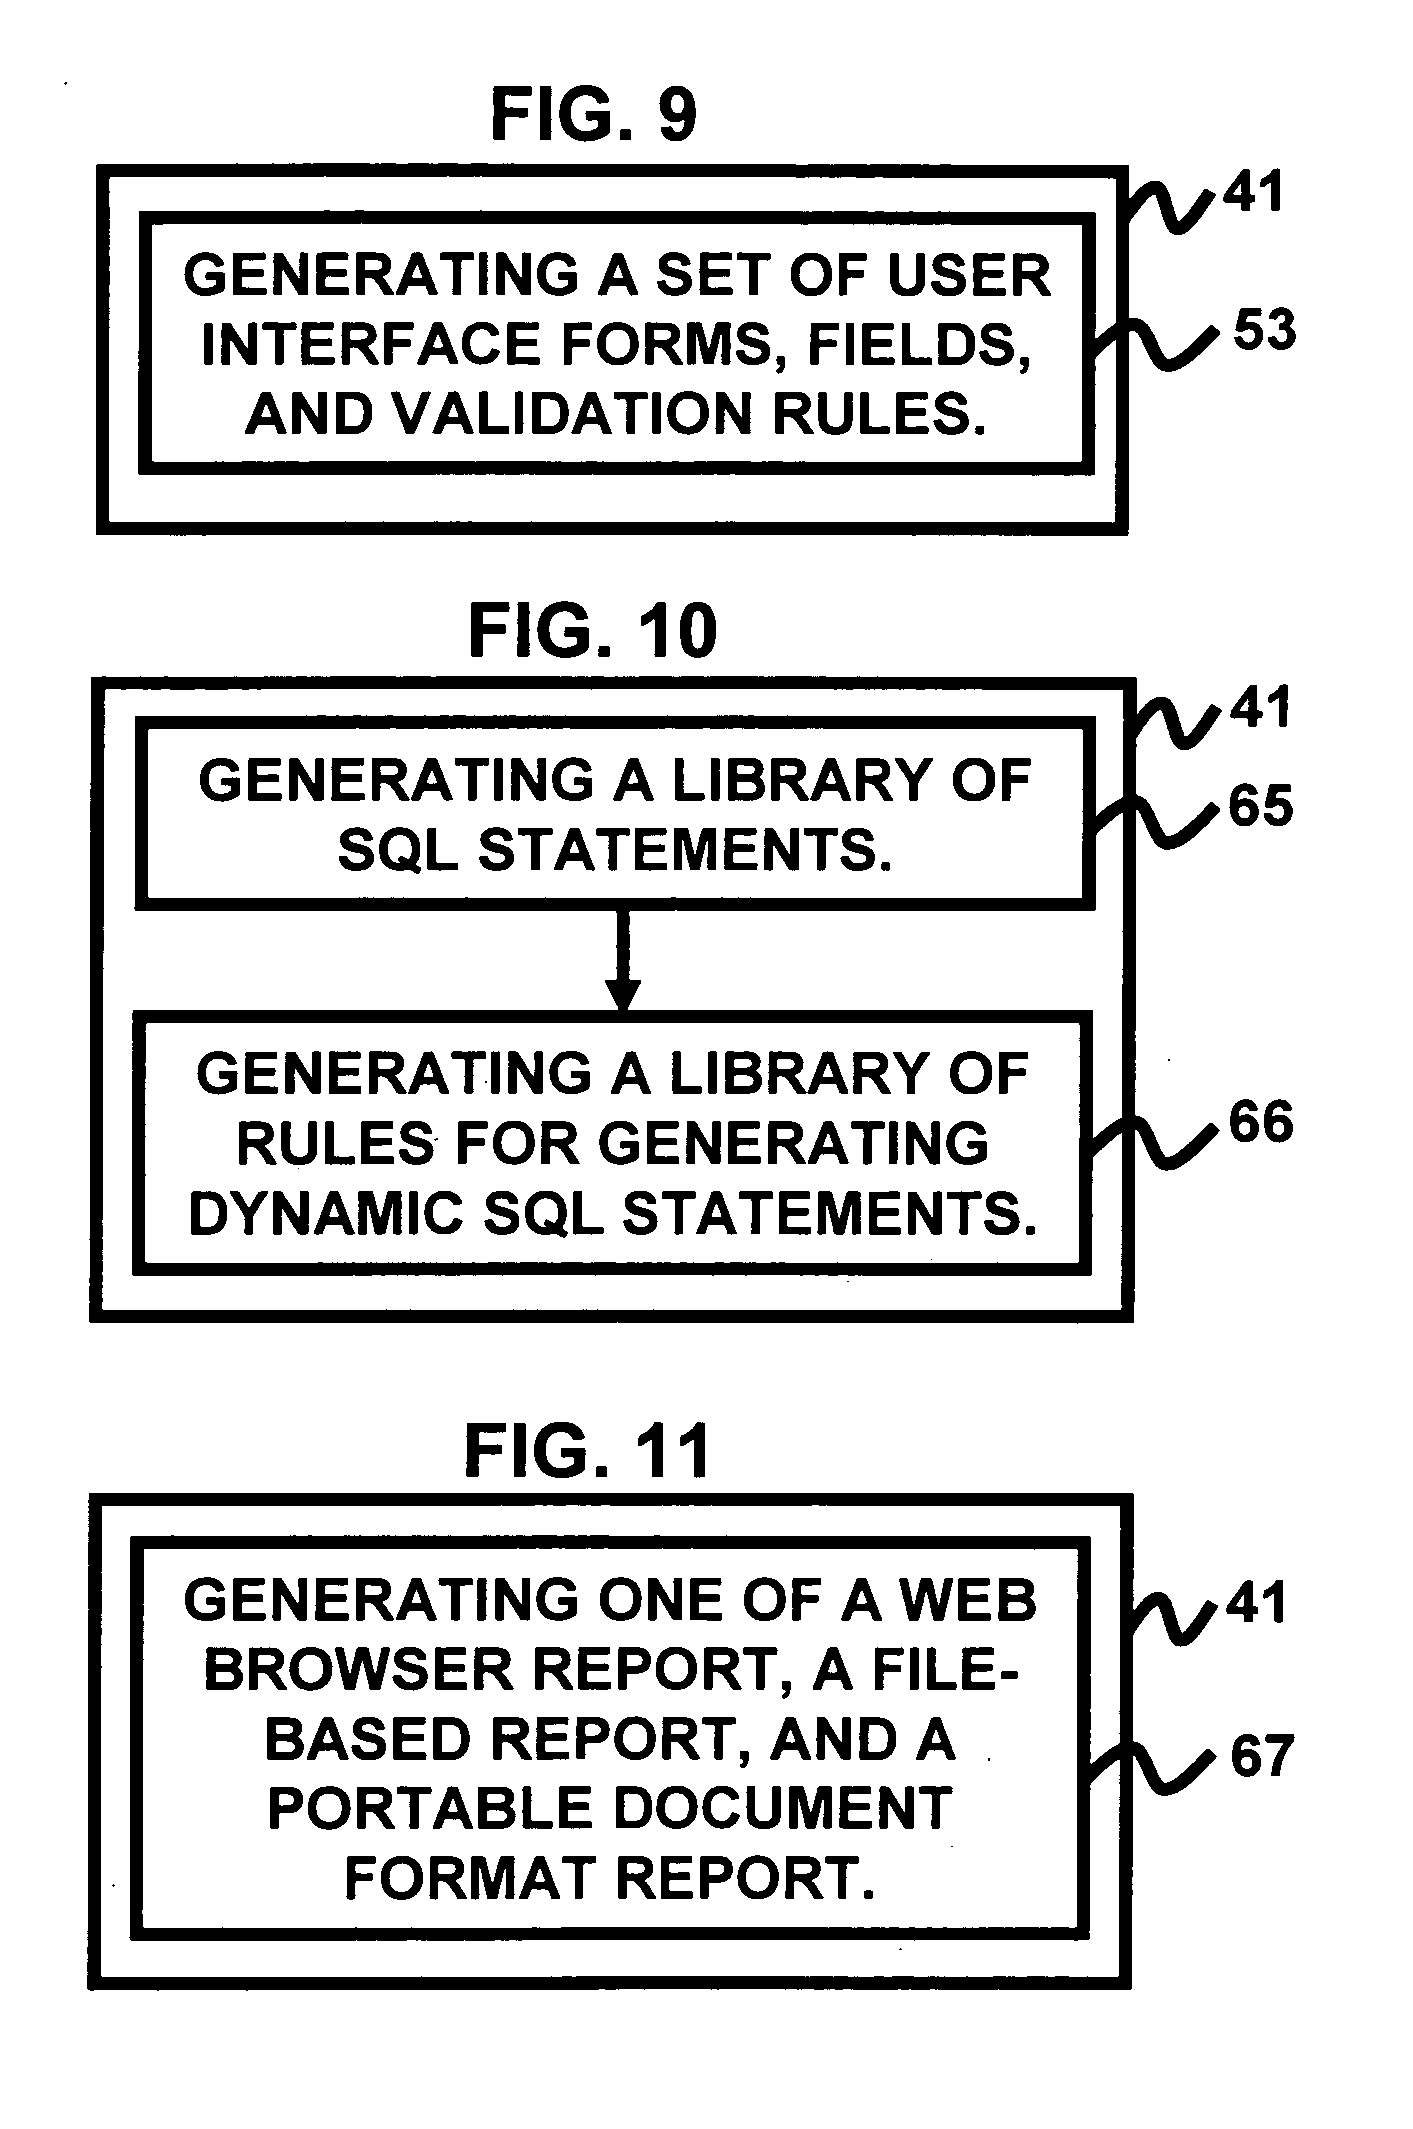 FIG. 9
41
GENERATING A SET OF USER
INTERFACE FORMS, FIELDS,
53
AND VALIDATION RULES.
FIG. 10
41
GENERATING A LIBRARY OF
65
SQL STATEMENTS.
GENERATING A LIBRARY OF
66
RULES FOR GENERATING
DYNAMIC SQL STATEMENTS.
FIG. 11
41
GENERATING ONE OF A WEB
BROWSER REPORT, A FILE-
BASED REPORT, AND A
67
PORTABLE DOCUMENT
FORMAT REPORT.